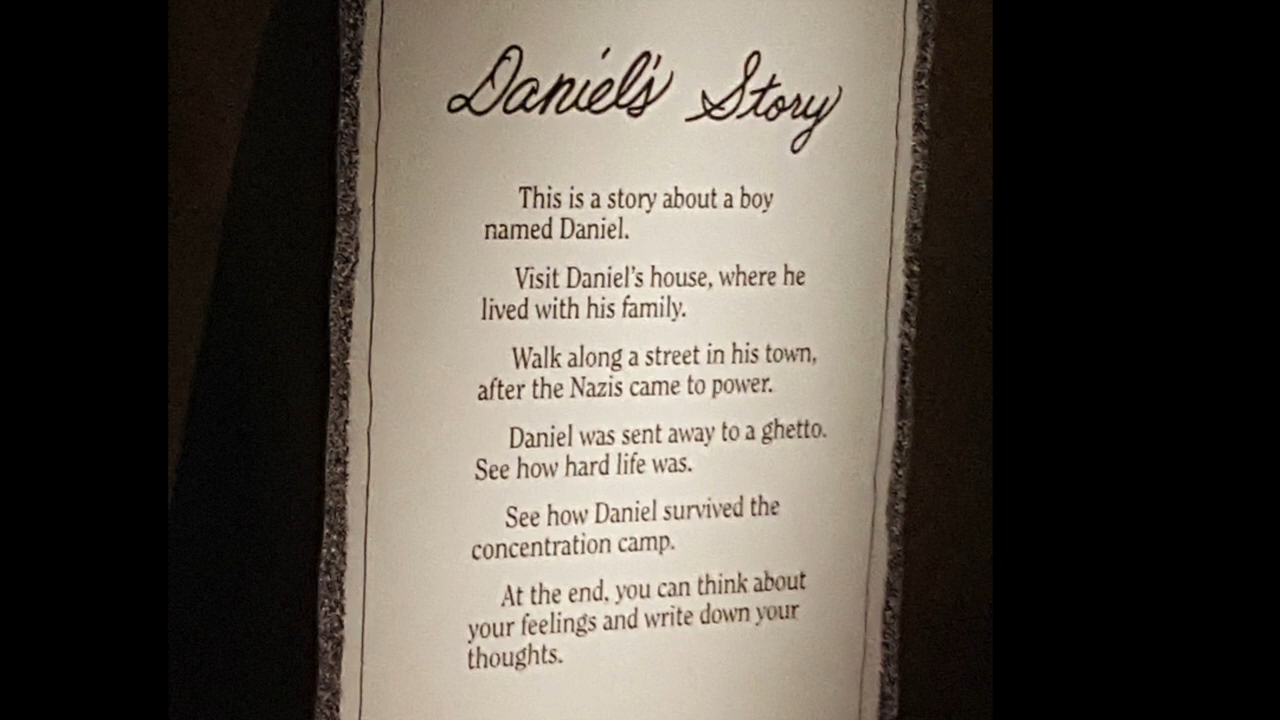 Daniel's Story
This is a story about a boy
named Daniel.
Visit Daniel's house, where he
lived with his family.
Walk along a street in his town,
after the Nazis came to power.
Daniel was sent away to a ghetto.
See how hard life was.
See how Daniel survived the
concentration camp.
At the end, you can think about
your feelings and write down your
thoughts.